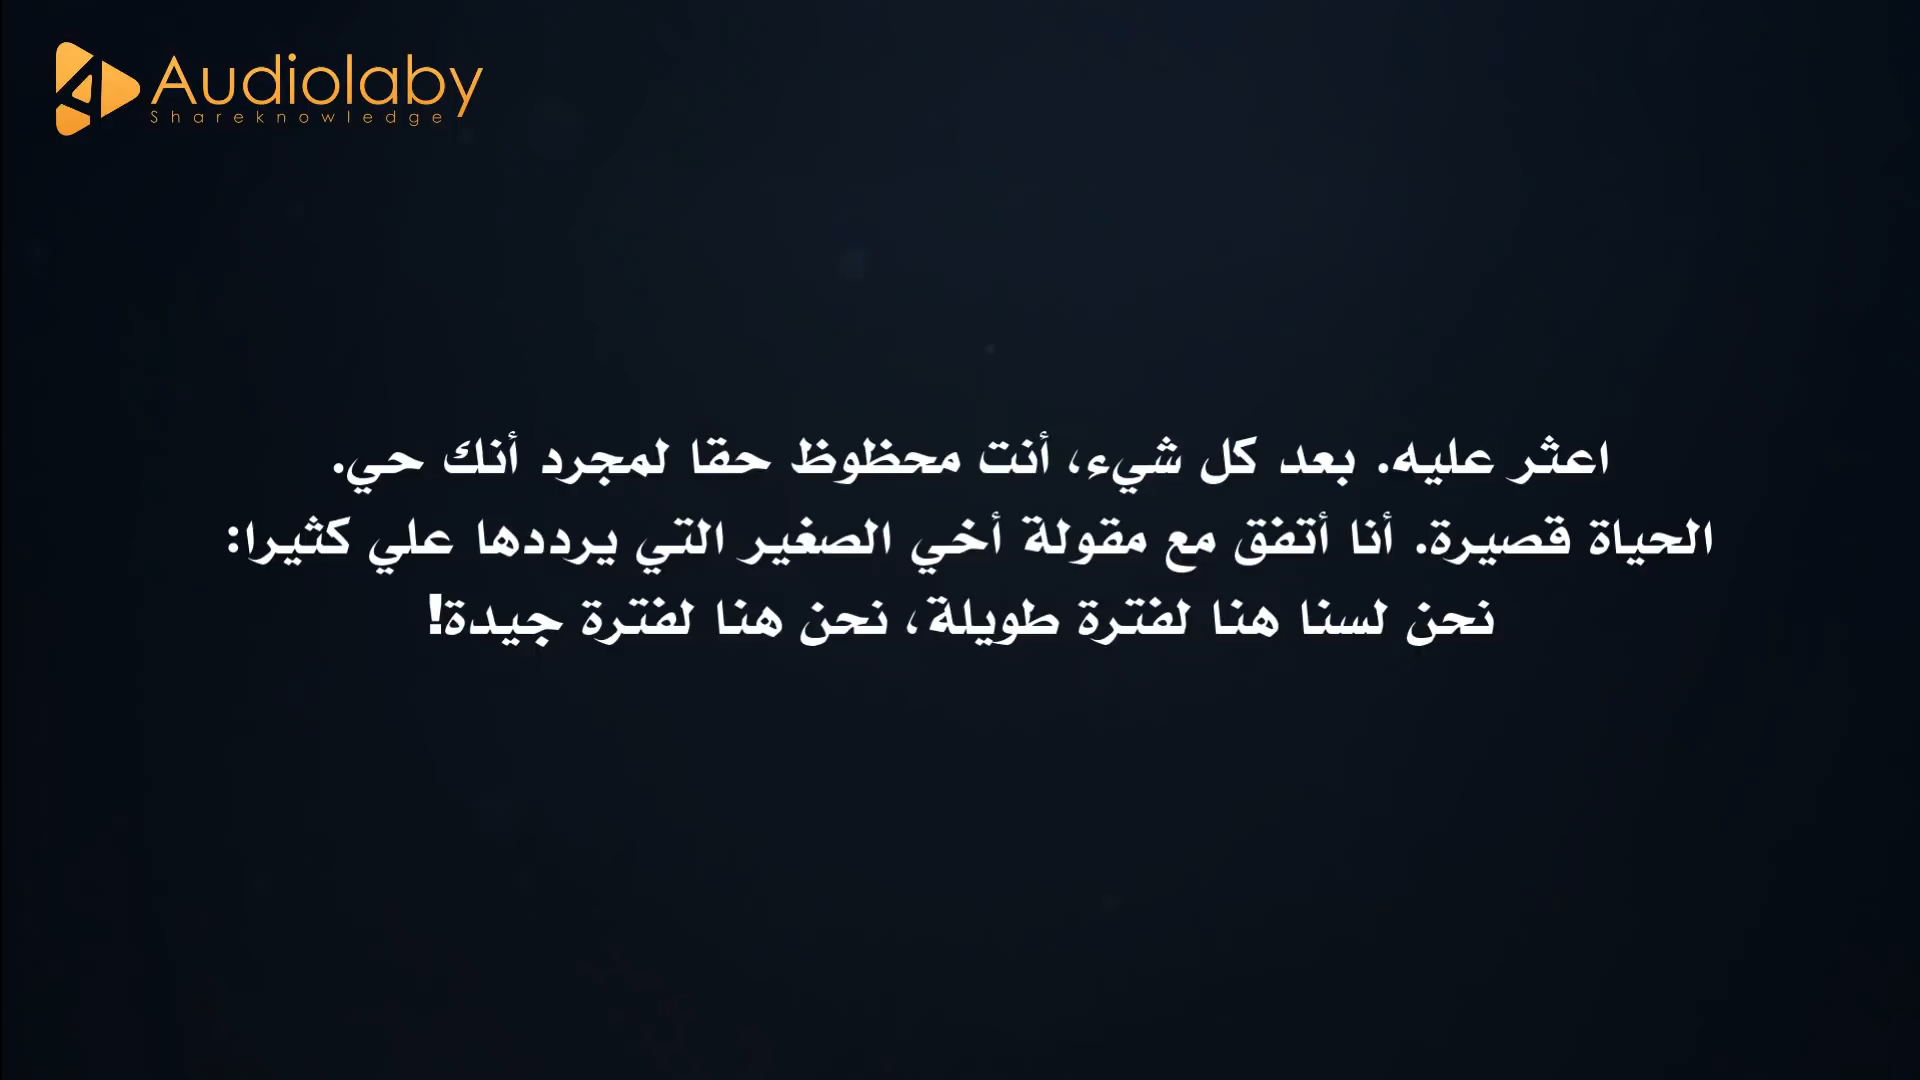 Audiolaby
Shareknowledge
اعثر عليه. بعد كل شيء، أنت محظوظ حقا لمجرد أنك حي.
الحياة قصيرة. أنا أتفق مع مقولة أخي الصغير التي يرددها علي كثيرا:
نحن لسنا هنا لفترة طويلة، نحن هنا لفترة جيدة!